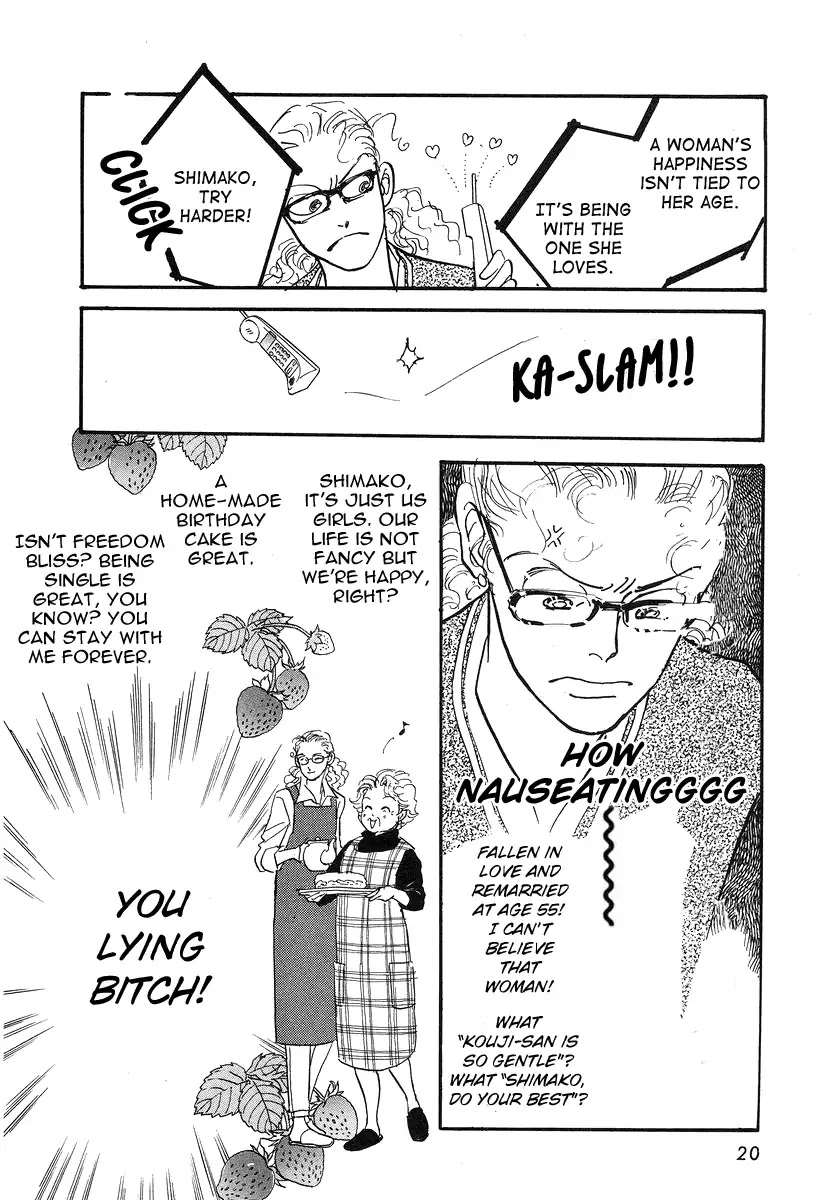 A WOMAN'S
HAPPINESS
ISN'T TIED TO
HER AGE.
IT'S BEING
WITH THE
ONE SHE
LOVES.
SHIMAKO,
TRY
HARDER!
CLICK
KA-SLAM!!
HOW
NAUSEATINGGGG
FALLEN IN
LOVE AND
REMARRIED
AT AGE 55!
I CAN'T
BELIEVE
THAT
WOMAN!
WHAT
"KOUJI-SAN IS
SO GENTLE"?
WHAT "SHIMAKO,
DO YOUR BEST"?
SHIMAKO,
IT'S JUST US
GIRLS. OUR
LIFE IS NOT
FANCY BUT
WE'RE HAPPY,
RIGHT?
A
HOME-MADE
BIRTHDAY
CAKE IS
GREAT.
ISN'T FREEDOM
BLISS? BEING
SINGLE IS
GREAT, YOU
KNOW? YOU
CAN STAY WITH
ME FOREVER.
YOU
LYING
BITCH!
20